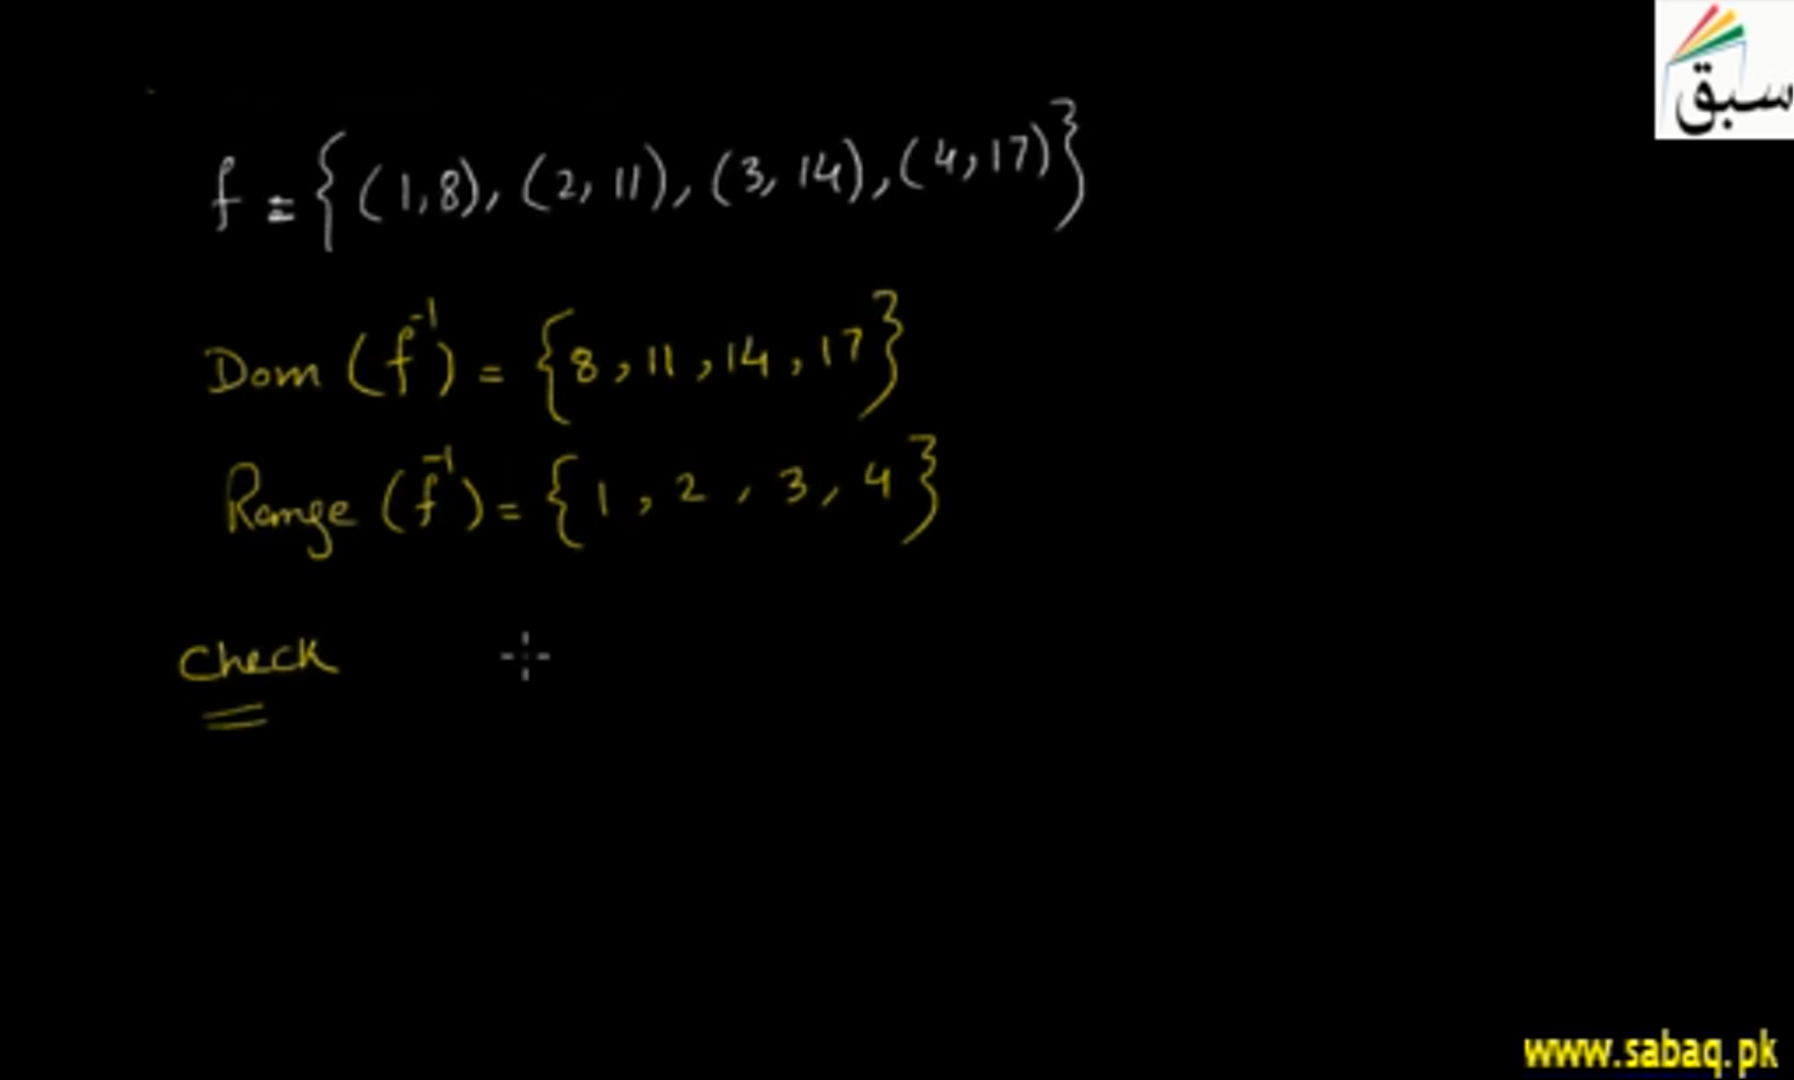 سبق
f = {(1,8), (2,11), (3,14), (4,17)}
Dom (f⁻¹) = {8, 11, 14, 17}
Range (f⁻¹) = {1, 2, 3, 4}
Check
www.sabaq.pk